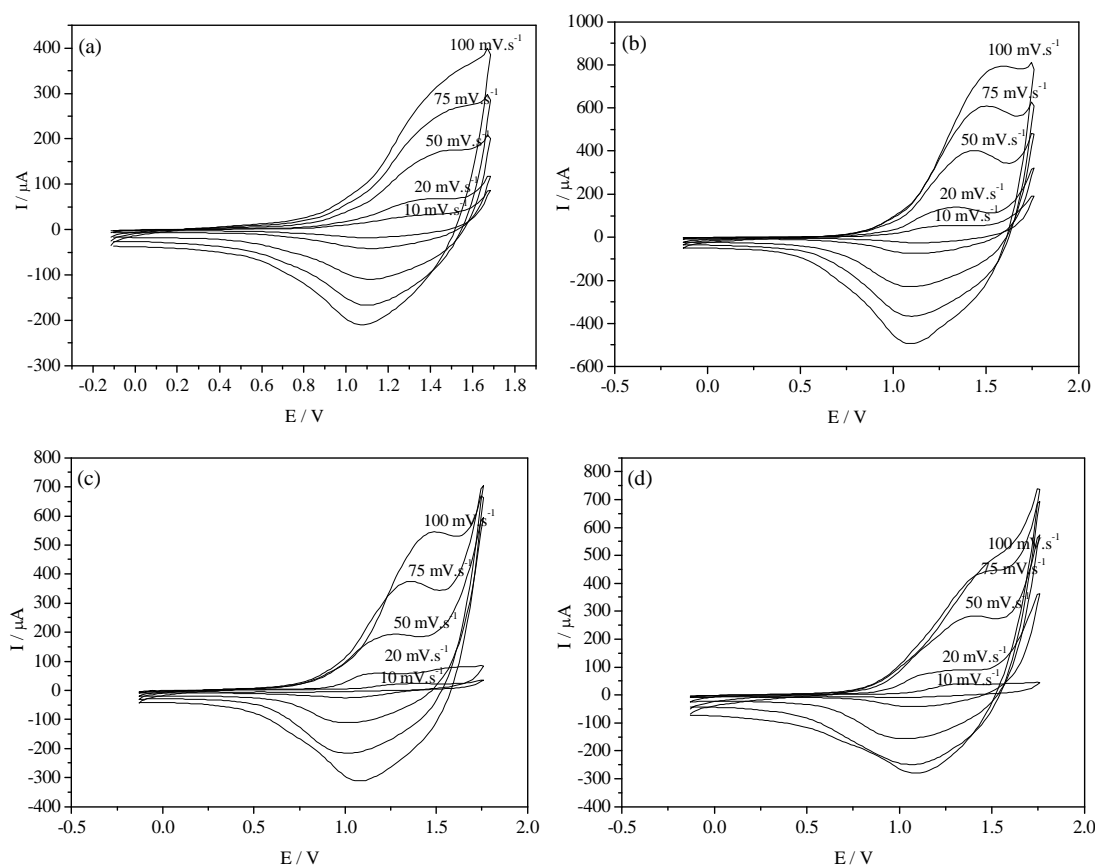 (a)
100 mV.s⁻¹
75 mV.s⁻¹
50 mV.s⁻¹
20 mV.s⁻¹
10 mV.s⁻¹
400
300
200
100
0
-100
-200
-300
I / µA
-0.2 0.0 0.2 0.4 0.6 0.8 1.0 1.2 1.4 1.6 1.8
E / V
(b)
100 mV.s⁻¹
75 mV.s⁻¹
50 mV.s⁻¹
20 mV.s⁻¹
10 mV.s⁻¹
1000
800
600
400
200
0
-200
-400
-600
I / µA
-0.5 0.0 0.5 1.0 1.5 2.0
E / V
(c)
100 mV.s⁻¹
75 mV.s⁻¹
50 mV.s⁻¹
20 mV.s⁻¹
10 mV.s⁻¹
800
700
600
500
400
300
200
100
0
-100
-200
-300
-400
I / µA
-0.5 0.0 0.5 1.0 1.5 2.0
E / V
(d)
100 mV.s⁻¹
75 mV.s⁻¹
50 mV.s⁻¹
20 mV.s⁻¹
10 mV.s⁻¹
800
700
600
500
400
300
200
100
0
-100
-200
-300
-400
I / µA
-0.5 0.0 0.5 1.0 1.5 2.0
E / V